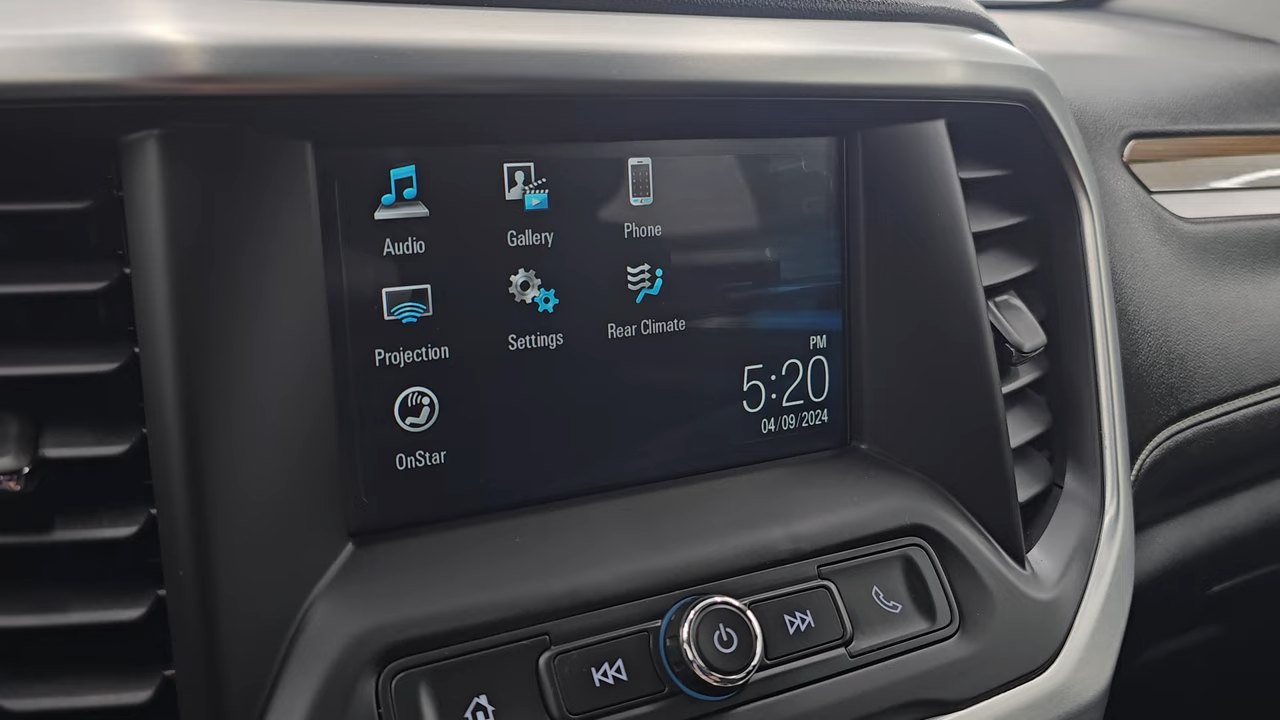 Audio
Gallery
Phone
Projection
Settings
Rear Climate
OnStar
PM
5:20
04/09/2024